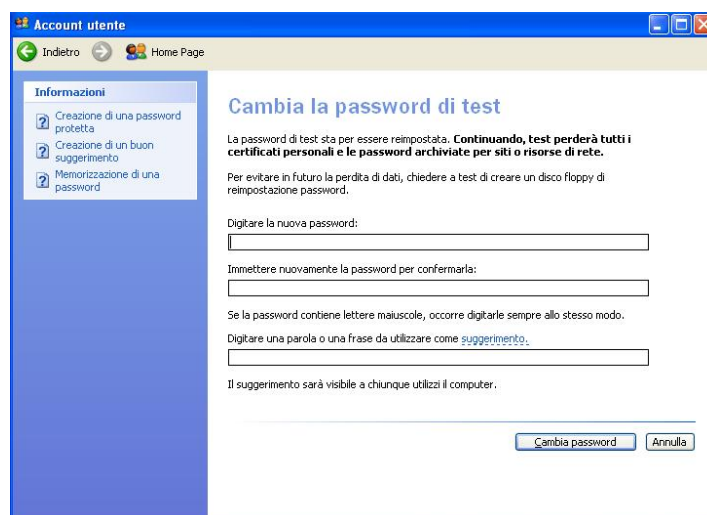 Account utente
Indietro
Home Page
Informazioni
Creazione di una password
protetta
Creazione di un buon
suggerimento
Memorizzazione di una
password
Cambia la password di test
La password di test sta per essere reimpostata. Continuando, test perderà tutti i
certificati personali e le password archiviate per siti o risorse di rete.
Per evitare in futuro la perdita di dati, chiedere a test di creare un disco floppy di
reimpostazione password.
Digitare la nuova password:
Immettere nuovamente la password per confermarla:
Se la password contiene lettere maiuscole, occorre digitarle sempre allo stesso modo.
Digitare una parola o una frase da utilizzare come suggerimento.
Il suggerimento sarà visibile a chiunque utilizzi il computer.
Cambia password
Annulla